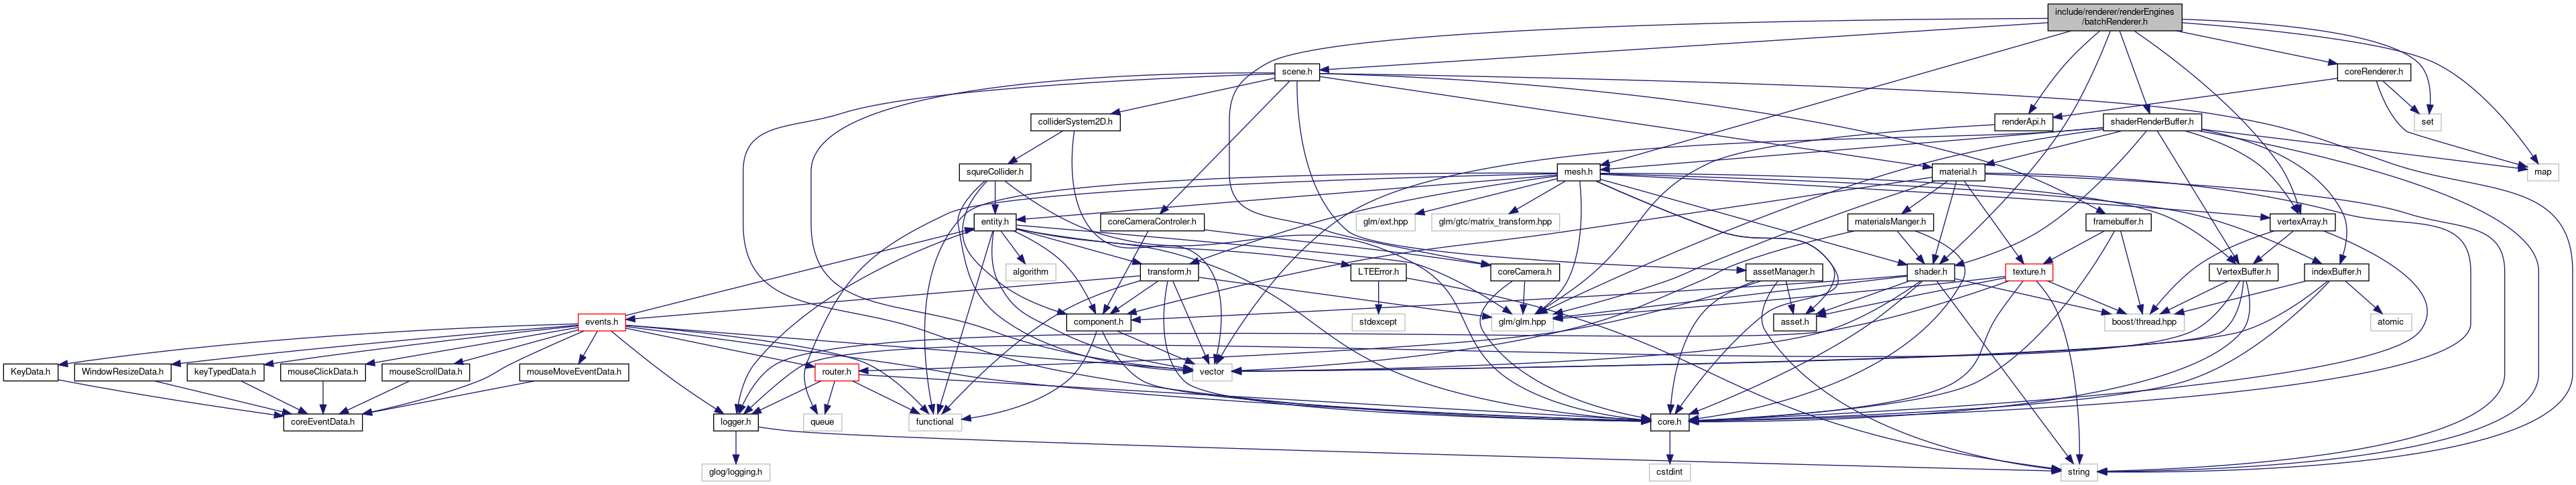 include/renderer/renderEngines
/batchRenderer.h
scene.h
coreRenderer.h
colliderSystem2D.h
renderApi.h
shaderRenderBuffer.h
set
squreCollider.h
mesh.h
material.h
map
entity.h
coreCameraControler.h
glm/ext.hpp
glm/gtc/matrix_transform.hpp
materialsManger.h
framebuffer.h
vertexArray.h
algorithm
transform.h
LTEError.h
coreCamera.h
assetManager.h
shader.h
texture.h
VertexBuffer.h
indexBuffer.h
events.h
component.h
stdexcept
glm/glm.hpp
asset.h
boost/thread.hpp
atomic
KeyData.h
WindowResizeData.h
keyTypedData.h
mouseClickData.h
mouseScrollData.h
mouseMoveEventData.h
router.h
vector
coreEventData.h
logger.h
queue
functional
core.h
glog/logging.h
cstdint
string